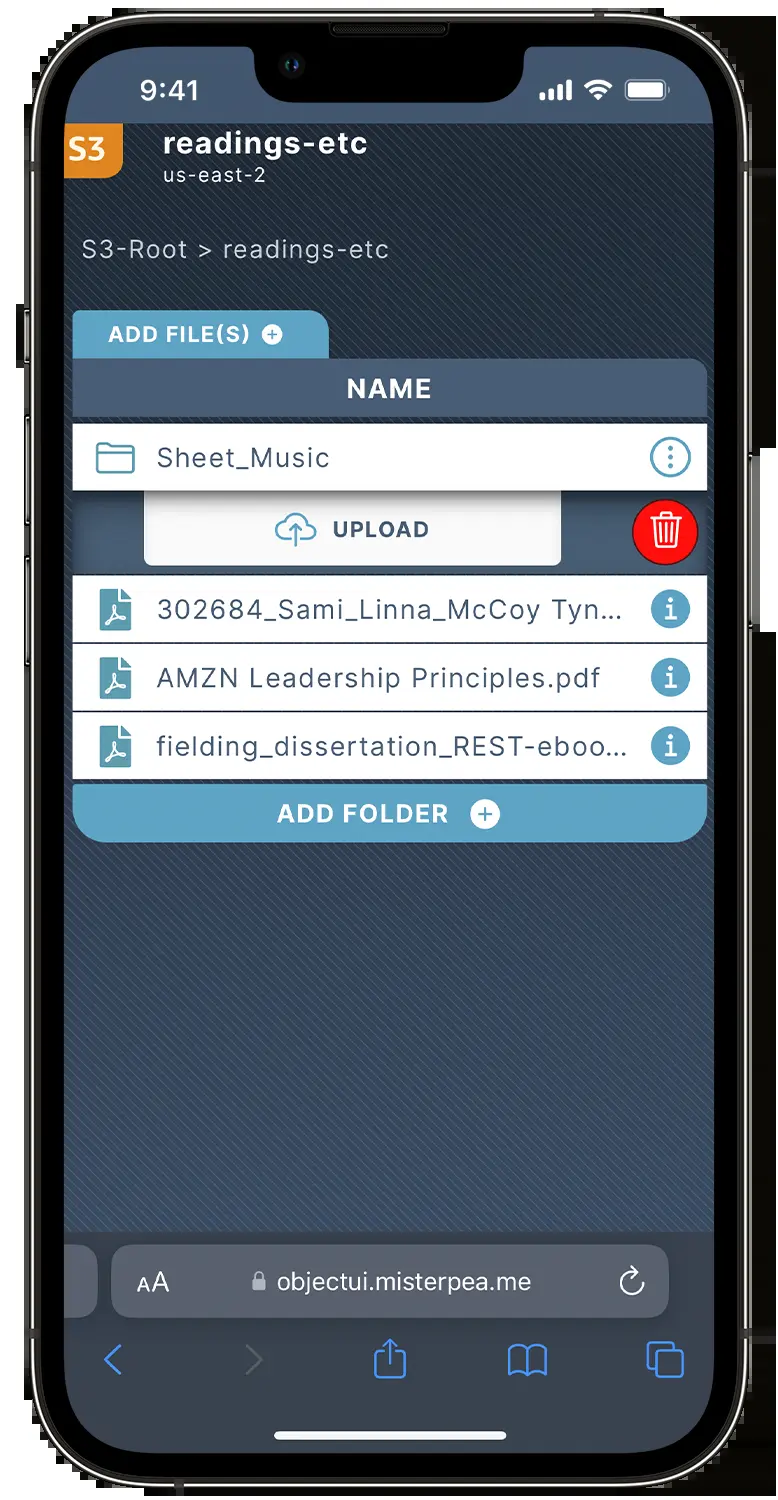 9:41
S3
readings-etc
us-east-2
S3-Root > readings-etc
ADD FILE(S)
NAME
Sheet_Music
UPLOAD
302684_Sami_Linna_McCoy Tyn...
AMZN Leadership Principles.pdf
fielding_dissertation_REST-eboo...
ADD FOLDER
AA objectui.misterpea.me